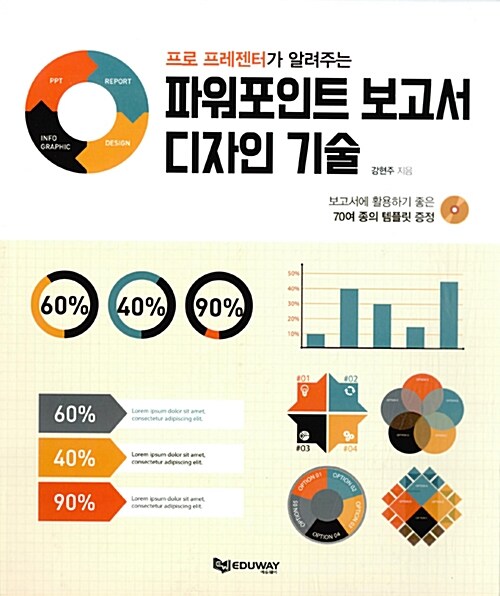 PPT
REPORT
INFO
GRAPHIC
DESIGN
프로 프레젠터가 알려주는
파워포인트 보고서
디자인 기술
강현주 지음
보고서에 활용하기 좋은
70여 종의 템플릿 증정
60%
40%
90%
50%
40%
30%
20%
10%
60%
Lorem ipsum dolor sit amet,
consectetur adipiscing elit.
40%
Lorem ipsum dolor sit amet,
consectetur adipiscing elit.
90%
Lorem ipsum dolor sit amet,
consectetur adipiscing elit.
#01
#02
#03
#04
OPTION 01
OPTION 02
OPTION 03
OPTION 04
EDUWAY
에듀웨이